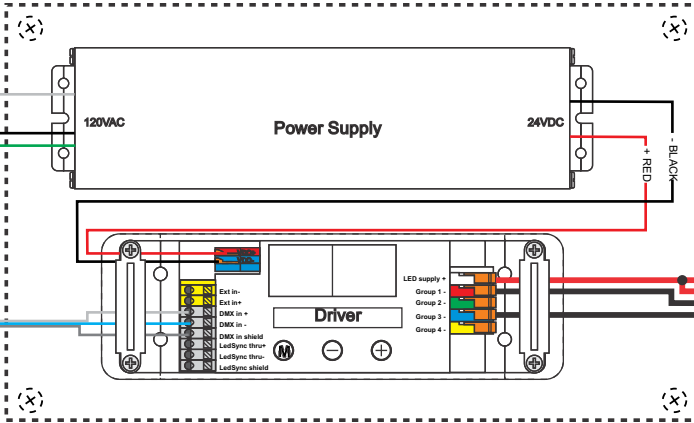 120VAC
Power Supply
24VDC
- BLACK
+ RED
LED supply +
Group 1 -
Group 2 -
Group 3 -
Group 4 -
Ext in-
Ext in+
DMX in +
DMX in -
DMX in shield
LedSync thru+
LedSync thru-
LedSync shield
Driver
M